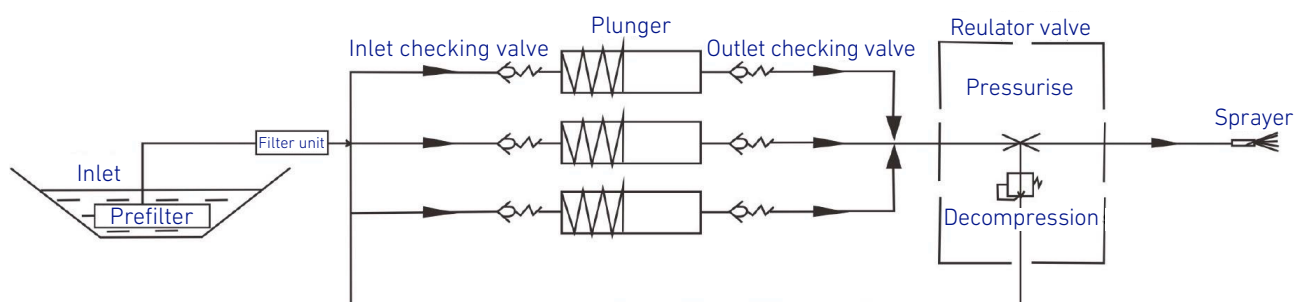 Plunger
Reulator valve
Inlet checking valve
Outlet checking valve
Pressurise
Sprayer
Filter unit
Inlet
Prefilter
Decompression